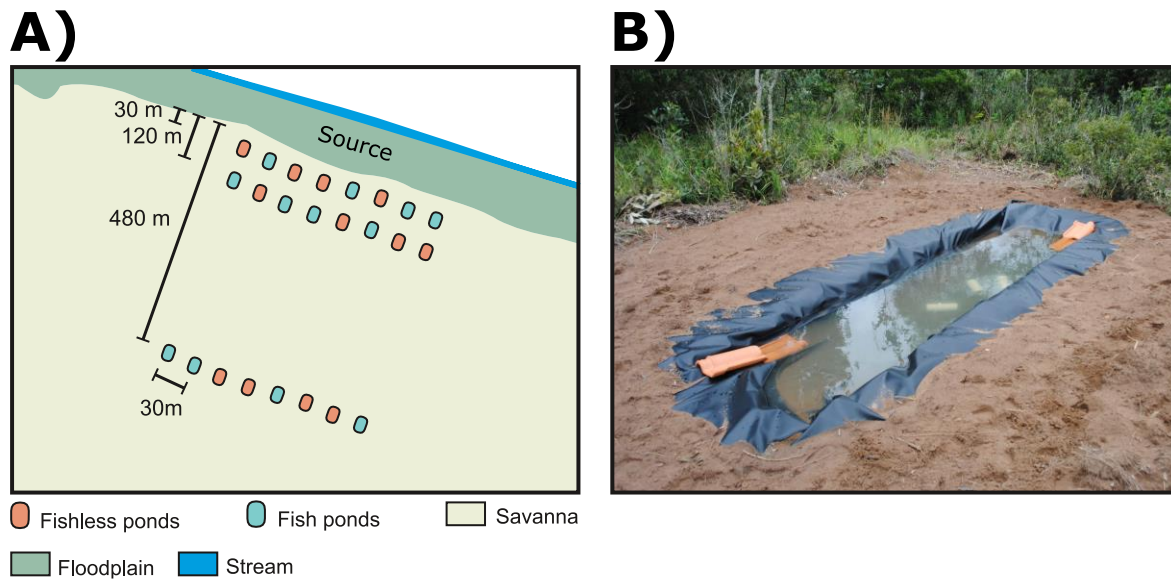 A)
B)
30 m
120 m
Source
480 m
30m
Fishless ponds
Fish ponds
Savanna
Floodplain
Stream